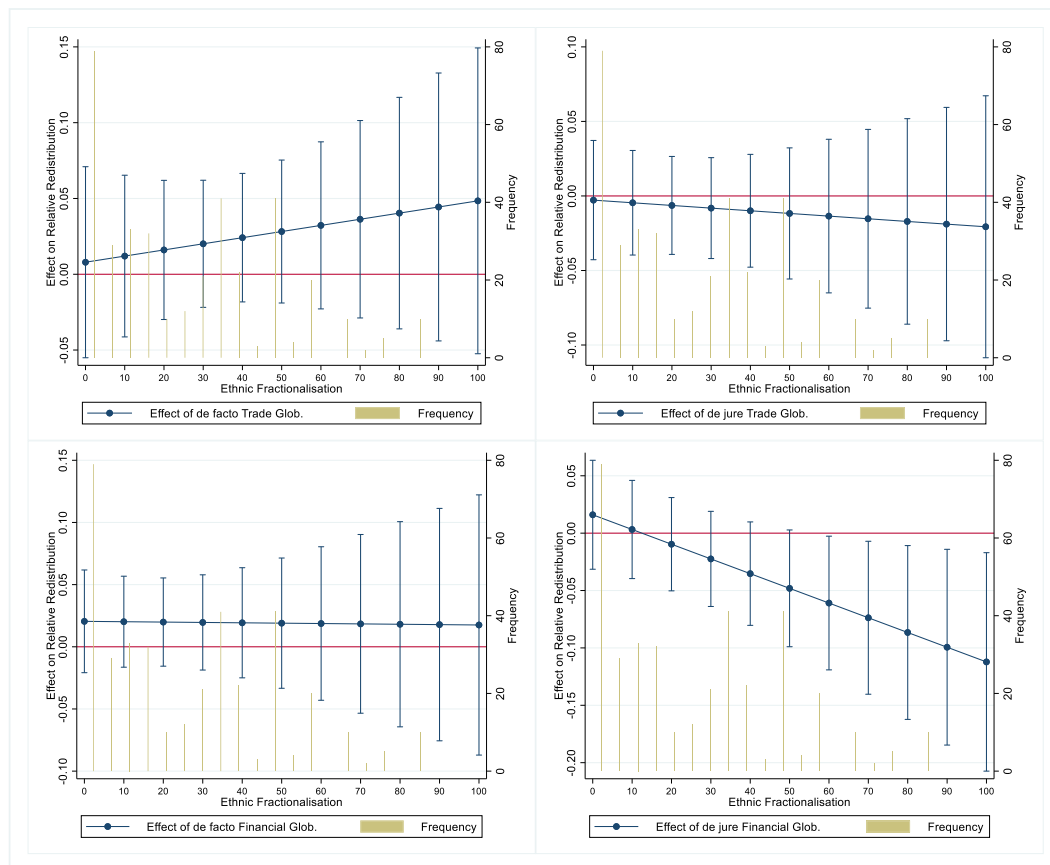 0.15
0.10
0.05
0.00
-0.05
Effect on Relative Redistribution
80
60
40
20
0
Frequency
0 10 20 30 40 50 60 70 80 90 100
Ethnic Fractionalisation
Effect of de facto Trade Glob. Frequency
0.10
0.05
0.00
-0.05
-0.10
Effect on Relative Redistribution
80
60
40
20
0
Frequency
0 10 20 30 40 50 60 70 80 90 100
Ethnic Fractionalisation
Effect of de jure Trade Glob. Frequency
0.15
0.10
0.05
0.00
-0.05
-0.10
Effect on Relative Redistribution
80
60
40
20
0
Frequency
0 10 20 30 40 50 60 70 80 90 100
Ethnic Fractionalisation
Effect of de facto Financial Glob. Frequency
0.05
0.00
-0.05
-0.10
-0.15
-0.20
Effect on Relative Redistribution
80
60
40
20
0
Frequency
0 10 20 30 40 50 60 70 80 90 100
Ethnic Fractionalisation
Effect of de jure Financial Glob. Frequency